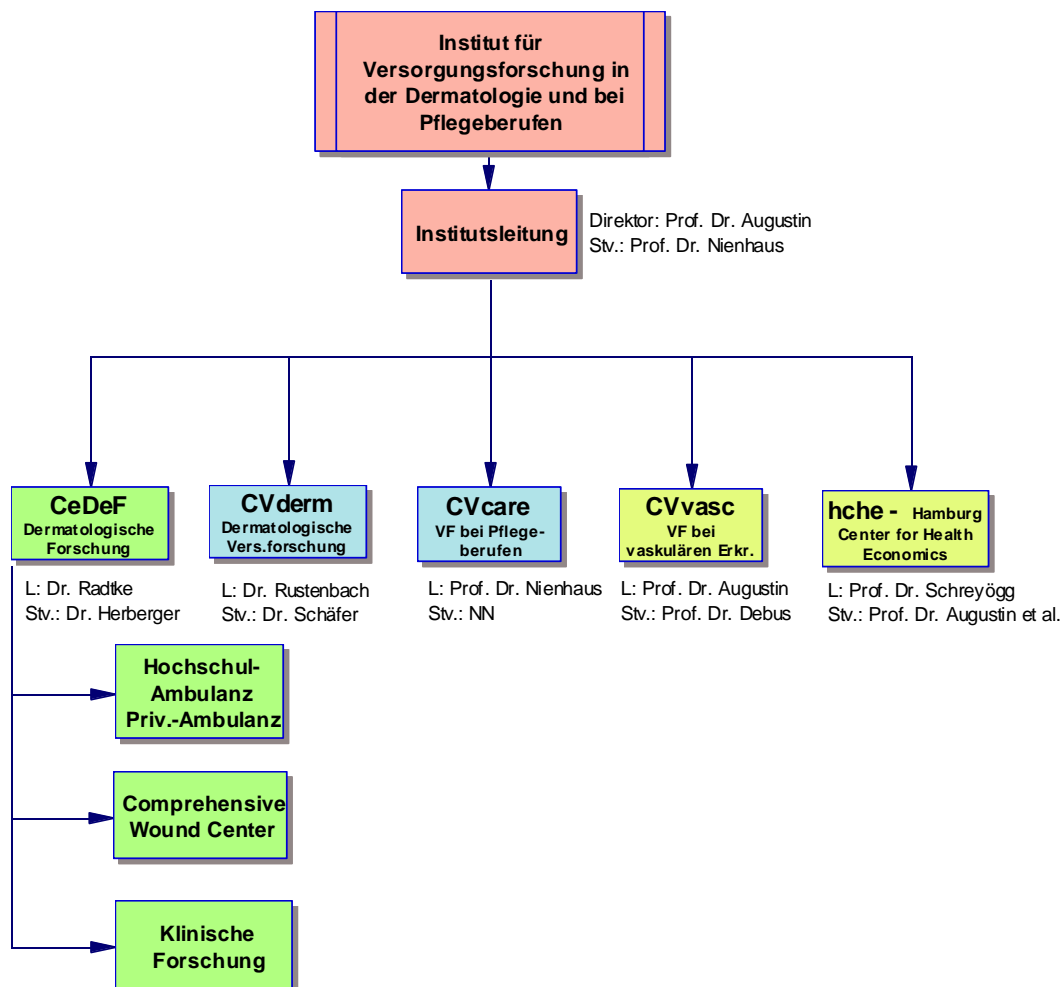 Institut für
Versorgungsforschung in
der Dermatologie und bei
Pflegeberufen
Institutsleitung
Direktor: Prof. Dr. Augustin
Stv.: Prof. Dr. Nienhaus
CeDeF
Dermatologische
Forschung
L: Dr. Radtke
Stv.: Dr. Herberger
CVderm
Dermatologische
Vers.forschung
L: Dr. Rustenbach
Stv.: Dr. Schäfer
CVcare
VF bei Pflege-
berufen
L: Prof. Dr. Nienhaus
Stv.: NN
CVvasc
VF bei
vaskulären Erkr.
L: Prof. Dr. Augustin
Stv.: Prof. Dr. Debus
hche - Hamburg
Center for Health
Economics
L: Prof. Dr. Schreyögg
Stv.: Prof. Dr. Augustin et al.
Hochschul-
Ambulanz
Priv.-Ambulanz
Comprehensive
Wound Center
Klinische
Forschung